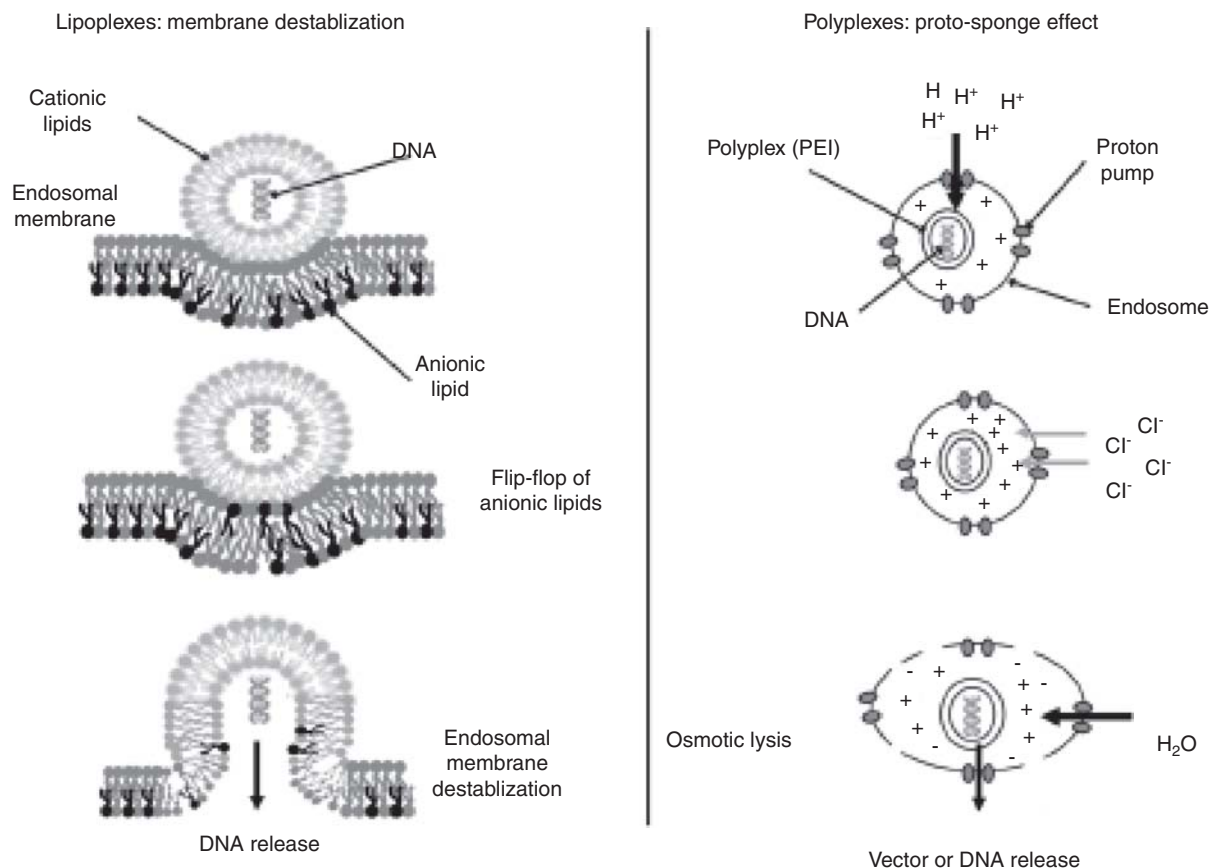 Lipoplexes: membrane destablization
Cationic
lipids
DNA
Endosomal
membrane
Anionic
lipid
Flip-flop of
anionic lipids
Endosomal
membrane
destablization
DNA release
Polyplexes: proto-sponge effect
H H⁺ H⁺
H⁺ H⁺
Polyplex (PEI)
Proton
pump
+ +
+
+
+
DNA
Endosome
+ +
+ +
+ +
+ +
Cl⁻
Cl⁻
Cl⁻
Cl⁻
- + -
+ + -
+ +
- + -
Osmotic lysis
H₂O
Vector or DNA release